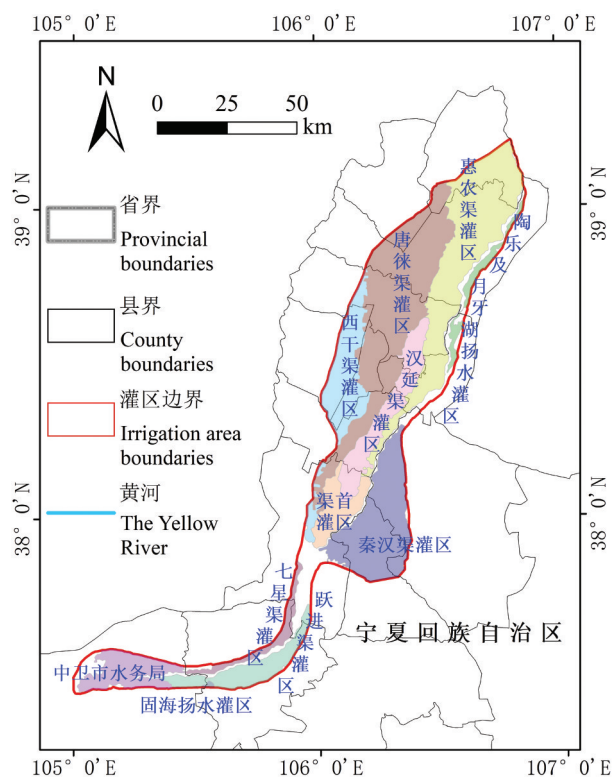 105° 0'E
106° 0'E
107° 0'E
N
0
25
50
km
39° 0'N
39° 0'N
38° 0'N
38° 0'N
省界
Provincial
boundaries
县界
County
boundaries
灌区边界
Irrigation area
boundaries
黄河
The Yellow
River
惠农渠灌区
陶乐及月牙湖扬水灌区
唐徕渠灌区
西干渠灌区
汉延渠灌区
渠首
灌区
秦汉渠灌区
七星渠灌区
跃进渠灌区
宁夏回族自治区
中卫市水务局
固海扬水灌区
105° 0'E
106° 0'E
107° 0'E